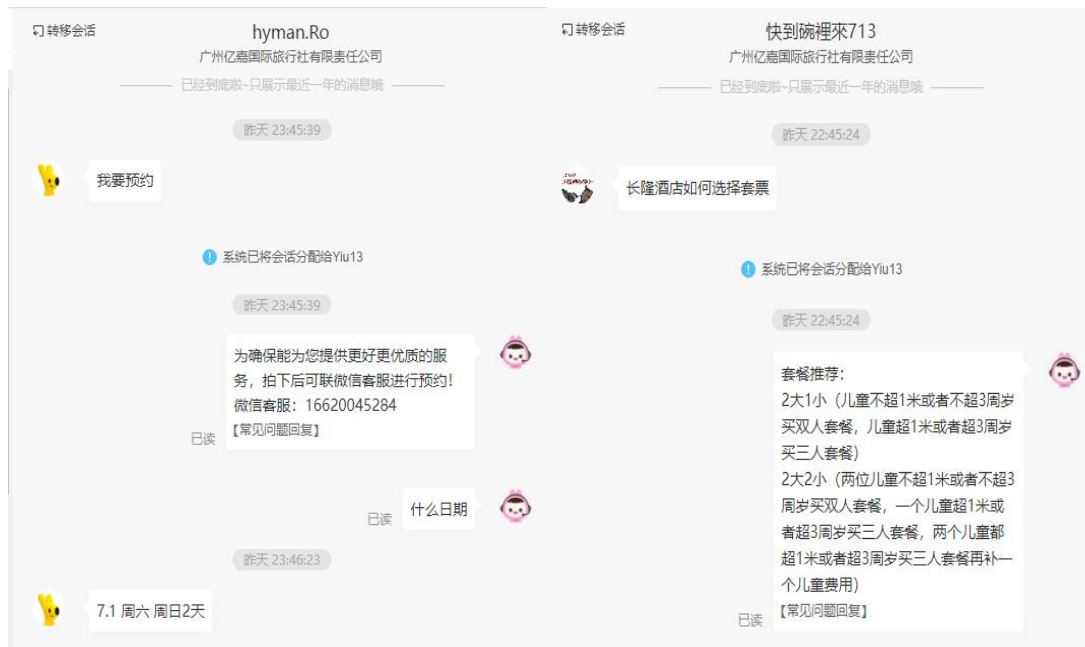 转移会话
hyman.Ro
广州亿嘉国际旅行社有限责任公司
已经到底啦~只展示最近一年的消息哦
昨天 23:45:39
我要预约
系统已将会话分配给Yiu13
昨天 23:45:39
为确保能为您提供更好更优质的服
务，拍下后可联微信客服进行预约！
微信客服：16620045284
【常见问题回复】
已读
什么日期
已读
昨天 23:46:23
7.1 周六 周日2天
转移会话
快到碗裡來713
广州亿嘉国际旅行社有限责任公司
已经到底啦~只展示最近一年的消息哦
昨天 22:45:24
长隆酒店如何选择套票
系统已将会话分配给Yiu13
昨天 22:45:24
套餐推荐：
2大1小（儿童不超1米或者不超3周岁
买双人套餐，儿童超1米或者超3周岁
买三人套餐）
2大2小（两位儿童不超1米或者不超3
周岁买双人套餐，一个儿童超1米或
者超3周岁买三人套餐，两个儿童都
超1米或者超3周岁买三人套餐再补一
个儿童费用）
【常见问题回复】
已读